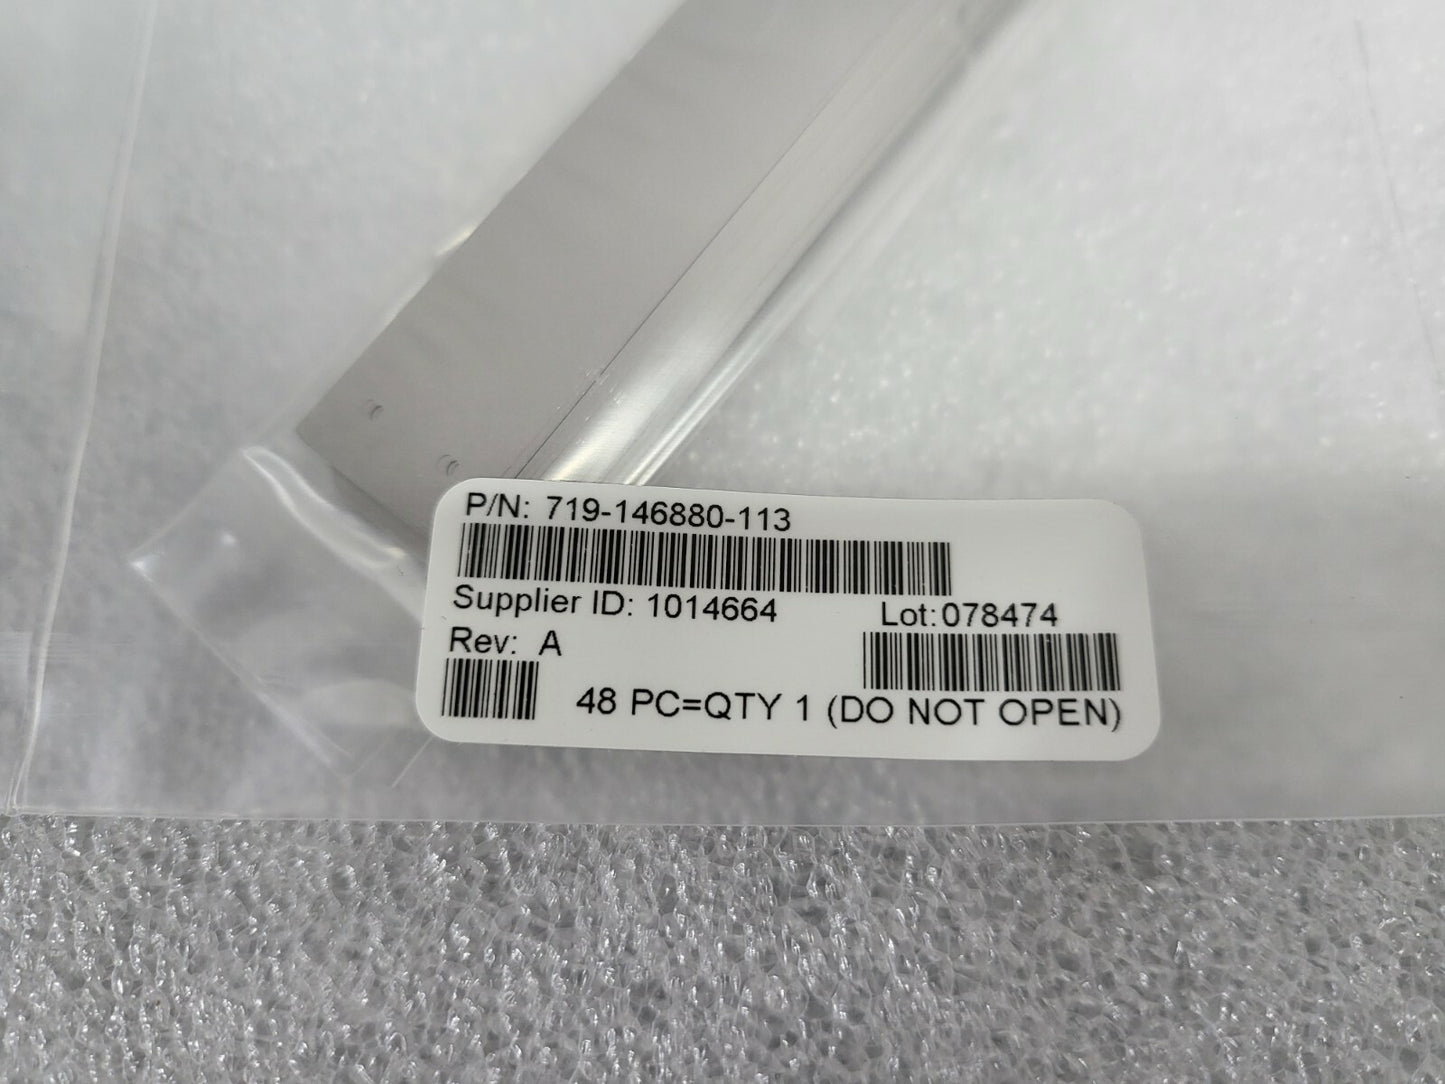 P/N: 719-146880-113
Supplier ID: 1014664 Lot:078474
Rev: A
48 PC=QTY 1 (DO NOT OPEN)